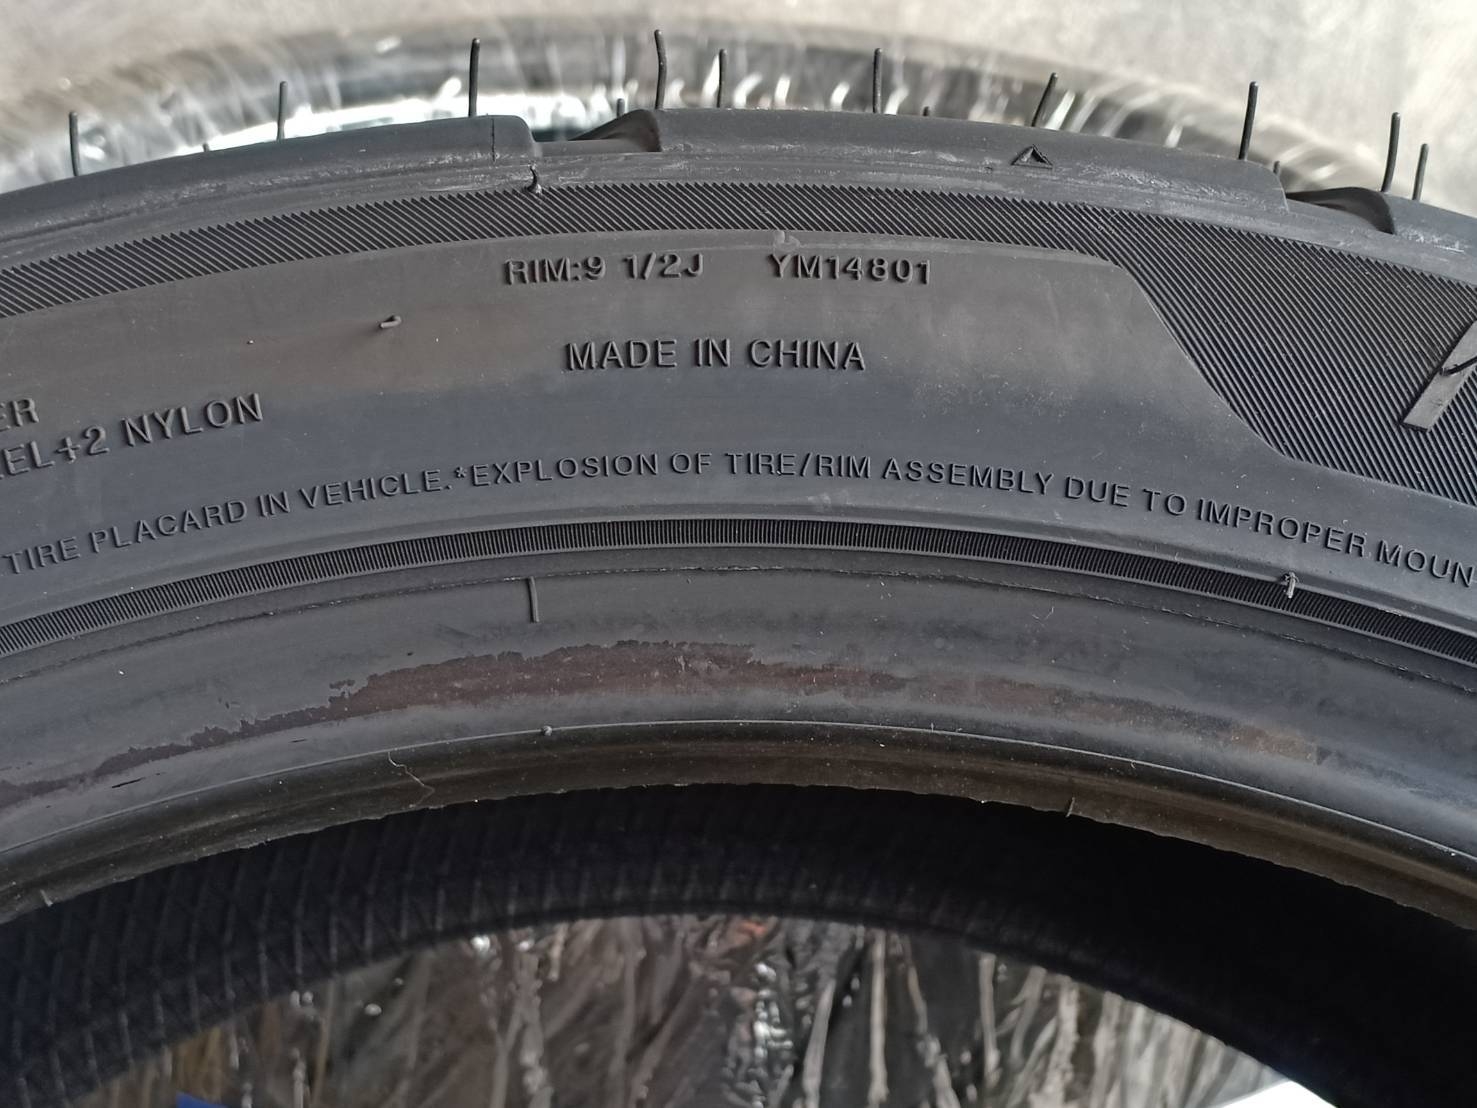 RIM:9 1/2J YM14801
MADE IN CHINA
ER
EL+2 NYLON
TIRE PLACARD IN VEHICLE.*EXPLOSION OF TIRE/RIM ASSEMBLY DUE TO IMPROPER MOUN